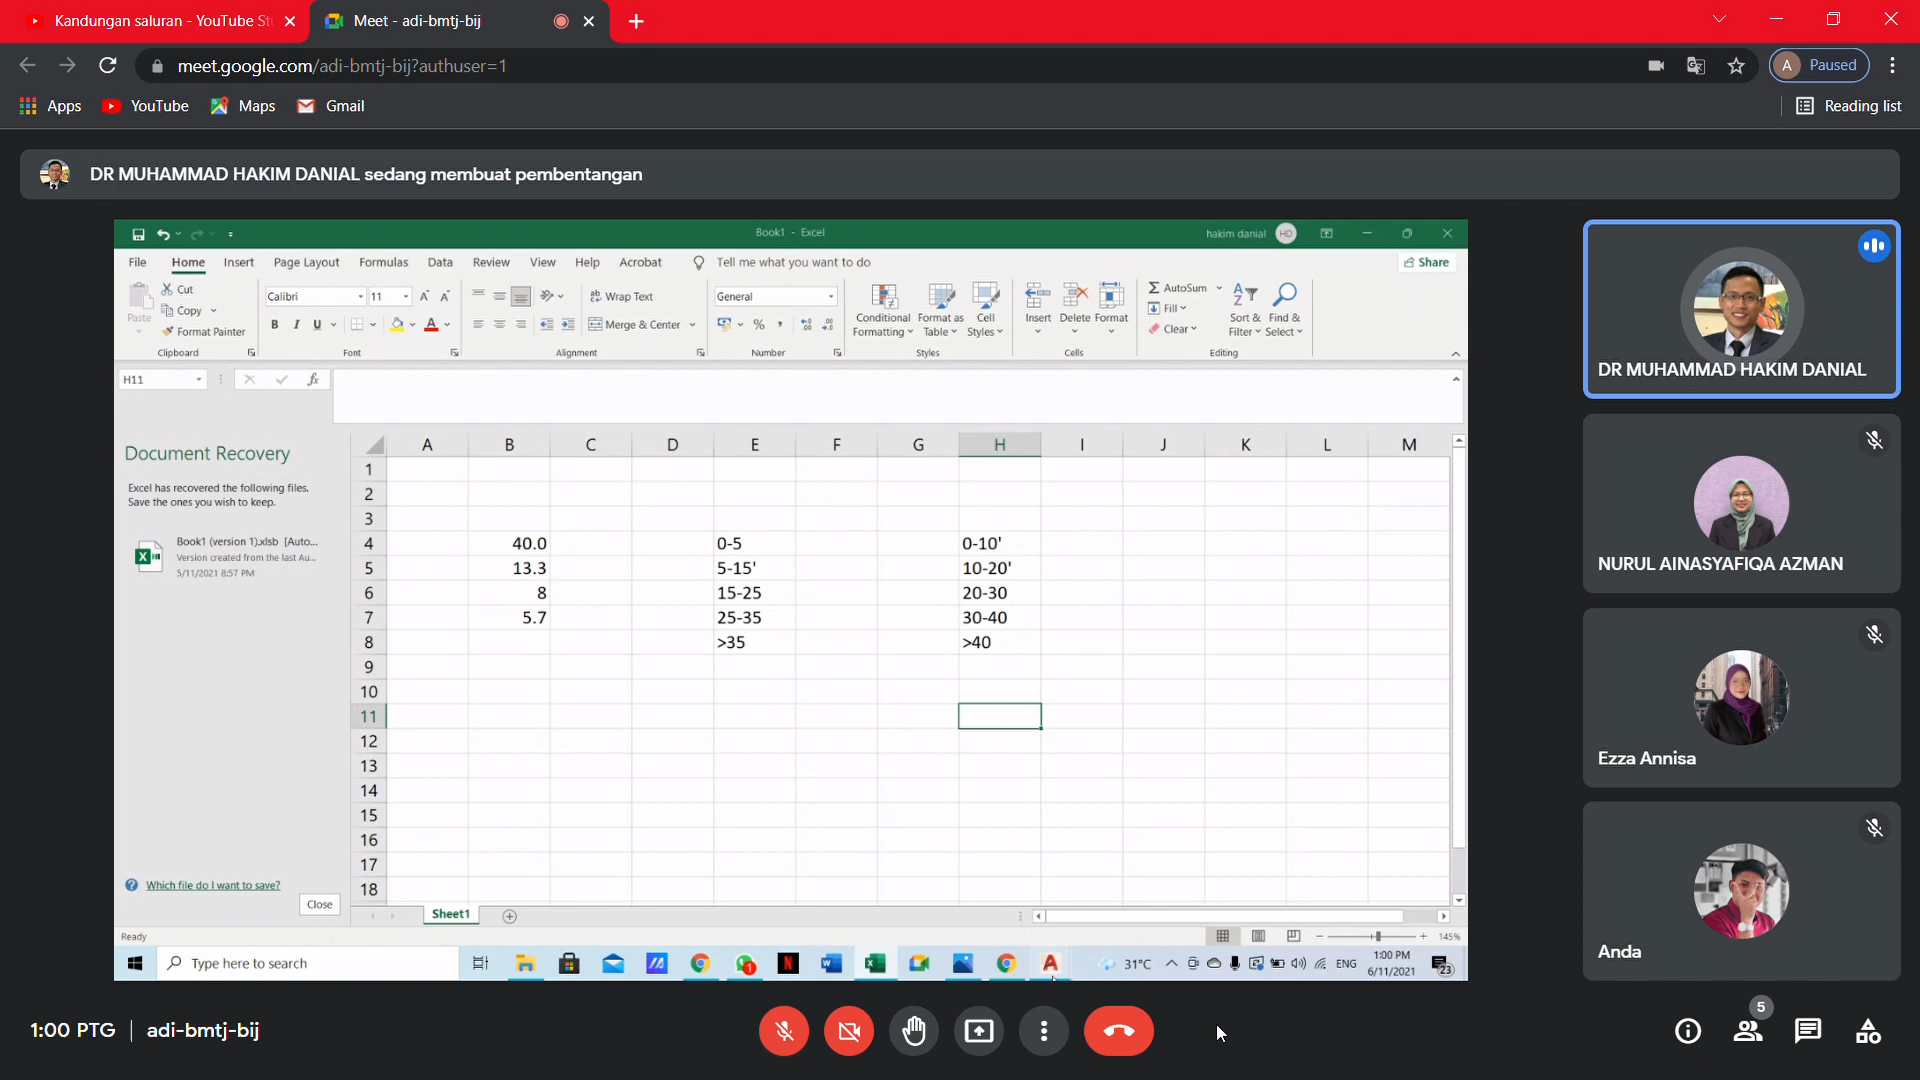 Kandungan saluran - YouTube St
Meet - adi-bmtj-bij
meet.google.com/adi-bmtj-bij?authuser=1
A Paused
Apps YouTube Maps Gmail
Reading list
DR MUHAMMAD HAKIM DANIAL sedang membuat pembentangan
Book1 - Excel
hakim danial HD
File Home Insert Page Layout Formulas Data Review View Help Acrobat Tell me what you want to do
Share
Paste
Cut
Copy
Format Painter
Clipboard
Calibri 11
B I U
Font
Wrap Text
Merge & Center
Alignment
General
Number
Conditional Formatting
Format as Table
Cell Styles
Styles
Insert Delete Format
Cells
AutoSum
Fill
Clear
Sort & Filter
Find & Select
Editing
H11 fx
Document Recovery
Excel has recovered the following files.
Save the ones you wish to keep.
Book1 (version 1).xlsb [Auto...
Version created from the last Au...
5/11/2021 8:57 PM
Which file do I want to save?
Close
A B C D E F G H I J K L M
1
2
3
4 40.0 0-5 0-10'
5 13.3 5-15' 10-20'
6 8 15-25 20-30
7 5.7 25-35 30-40
8 >35 >40
9
10
11
12
13
14
15
16
17
18
Sheet1
Ready
145%
Type here to search
31°C
ENG
1:00 PM
6/11/2021
23
DR MUHAMMAD HAKIM DANIAL
NURUL AINASYAFIQA AZMAN
Ezza Annisa
Anda
1:00 PTG | adi-bmtj-bij
5